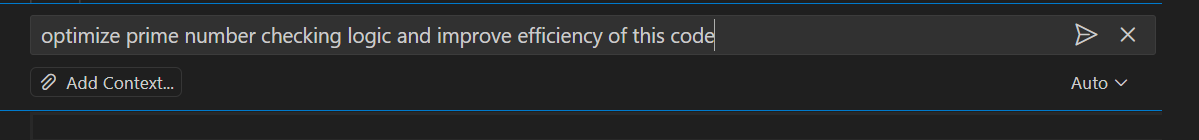 optimize prime number checking logic and improve efficiency of this code
Add Context...
Auto